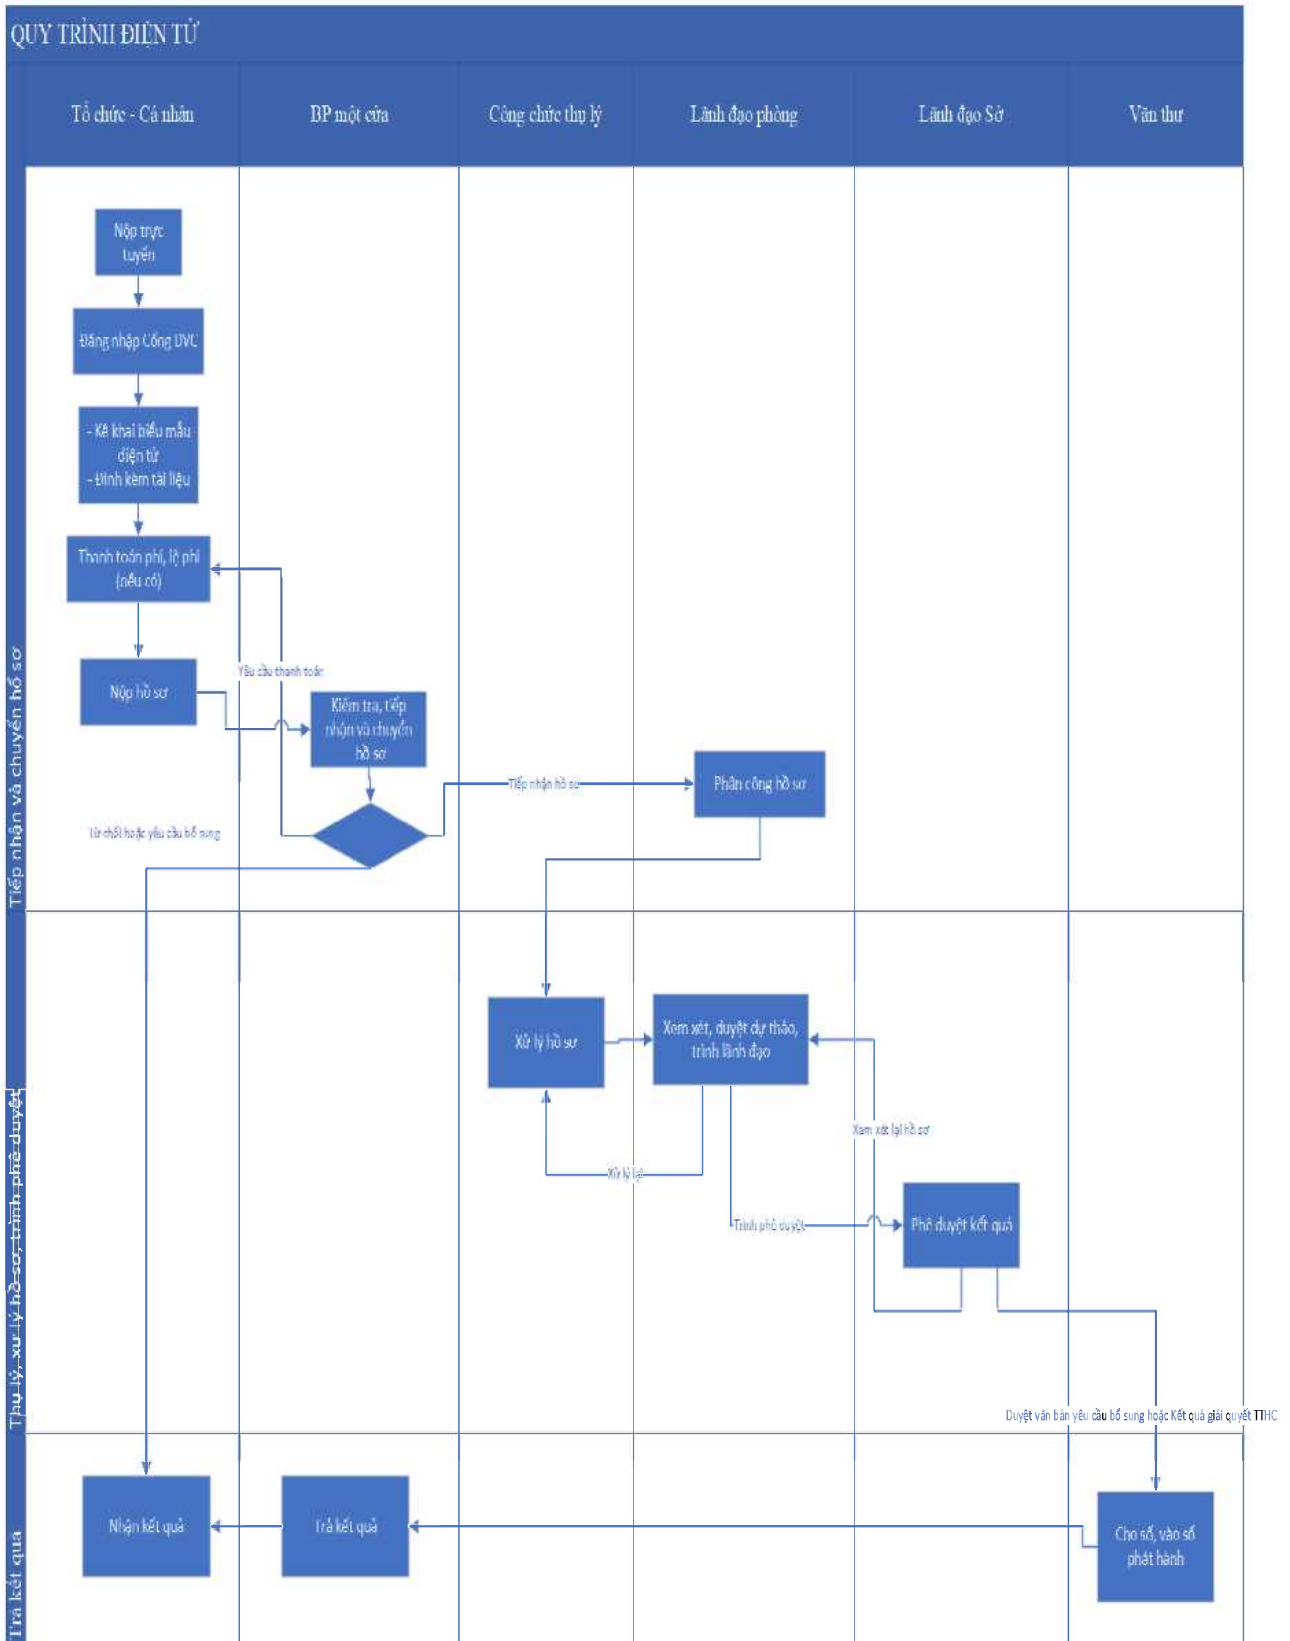 QUY TRÌNH ĐIỆN TỬ
Tổ chức - Cá nhân
BP một cửa
Công chức thụ lý
Lãnh đạo phòng
Lãnh đạo Sở
Văn thư
Tiếp nhận và chuyển hồ sơ
Nộp trực
tuyến
Đăng nhập Cổng DVC
- Kê khai biểu mẫu
điện tử
- Đính kèm tài liệu
Thanh toán phí, lệ phí
(nếu có)
Yêu cầu thanh toán
Nộp hồ sơ
Kiểm tra, tiếp
nhận và chuyển
hồ sơ
Tiếp nhận hồ sơ
Phân công hồ sơ
Từ chối hoặc yêu cầu bổ sung
Thụ lý, xử lý hồ sơ, trình phê duyệt
Xử lý hồ sơ
Xem xét, duyệt dự thảo,
trình lãnh đạo
Xem xét lại hồ sơ
Xử lý lại
Trình phê duyệt
Phê duyệt kết quả
Duyệt văn bản yêu cầu bổ sung hoặc Kết quả giải quyết TTHC
Trả kết quả
Nhận kết quả
Trả kết quả
Cho số, vào sổ
phát hành